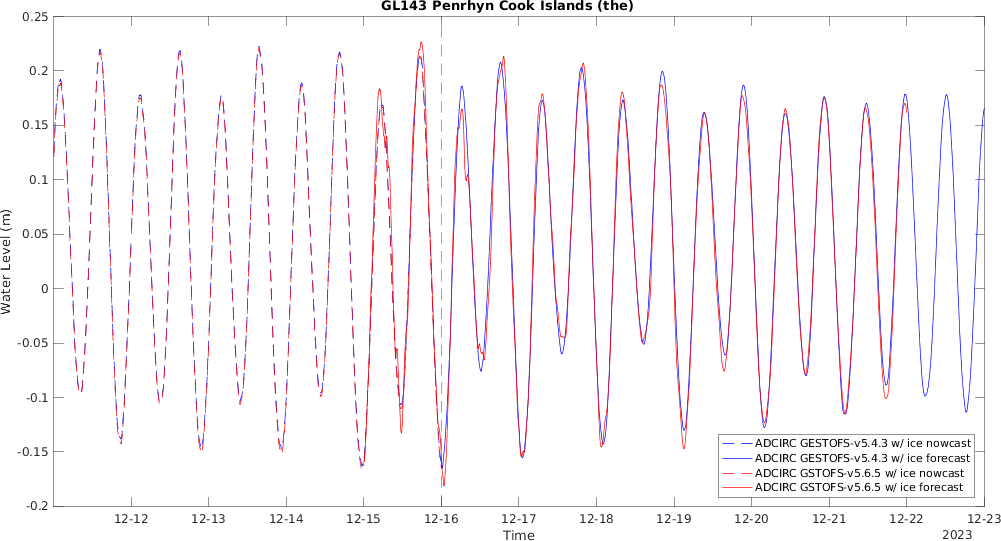 GL143 Penrhyn Cook Islands (the)
0.25
0.2
0.15
0.1
0.05
0
-0.05
-0.1
-0.15
-0.2
Water Level (m)
12-12 12-13 12-14 12-15 12-16 12-17 12-18 12-19 12-20 12-21 12-22 12-23
Time
2023
ADCIRC GESTOFS-v5.4.3 w/ ice nowcast
ADCIRC GESTOFS-v5.4.3 w/ ice forecast
ADCIRC GSTOFS-v5.6.5 w/ ice nowcast
ADCIRC GSTOFS-v5.6.5 w/ ice forecast